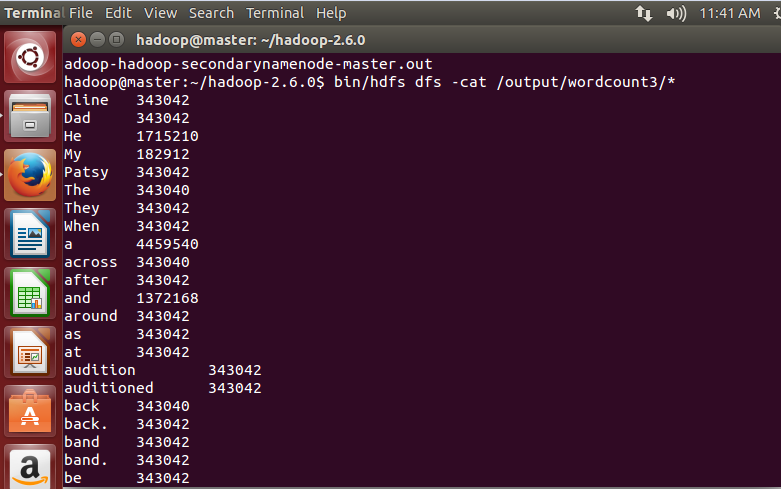 Terminal File Edit View Search Terminal Help 11:41 AM
hadoop@master: ~/hadoop-2.6.0
adoop-hadoop-secondarynamenode-master.out
hadoop@master:~/hadoop-2.6.0$ bin/hdfs dfs -cat /output/wordcount3/*
Cline 343042
Dad 343042
He 1715210
My 182912
Patsy 343042
The 343040
They 343042
When 343042
a 4459540
across 343040
after 343042
and 1372168
around 343042
as 343042
at 343042
audition 343042
auditioned 343042
back 343040
back. 343042
band 343042
band. 343042
be 343042